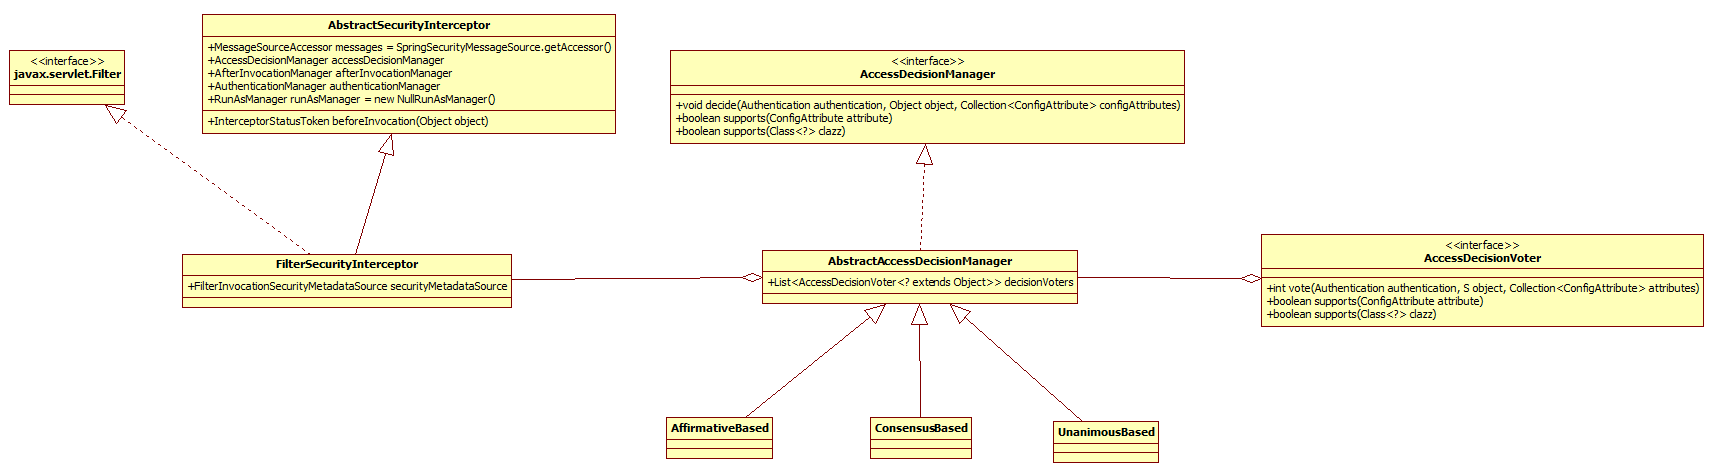 <<interface>>
javax.servlet.Filter
AbstractSecurityInterceptor
+MessageSourceAccessor messages = SpringSecurityMessageSource.getAccessor()
+AccessDecisionManager accessDecisionManager
+AfterInvocationManager afterInvocationManager
+AuthenticationManager authenticationManager
+RunAsManager runAsManager = new NullRunAsManager()
+InterceptorStatusToken beforeInvocation(Object object)
<<interface>>
AccessDecisionManager
+void decide(Authentication authentication, Object object, Collection<ConfigAttribute> configAttributes)
+boolean supports(ConfigAttribute attribute)
+boolean supports(Class<?> clazz)
FilterSecurityInterceptor
+FilterInvocationSecurityMetadataSource securityMetadataSource
AbstractAccessDecisionManager
+List<AccessDecisionVoter<? extends Object>> decisionVoters
<<interface>>
AccessDecisionVoter
+int vote(Authentication authentication, S object, Collection<ConfigAttribute> attributes)
+boolean supports(ConfigAttribute attribute)
+boolean supports(Class<?> clazz)
AffirmativeBased
ConsensusBased
UnanimousBased